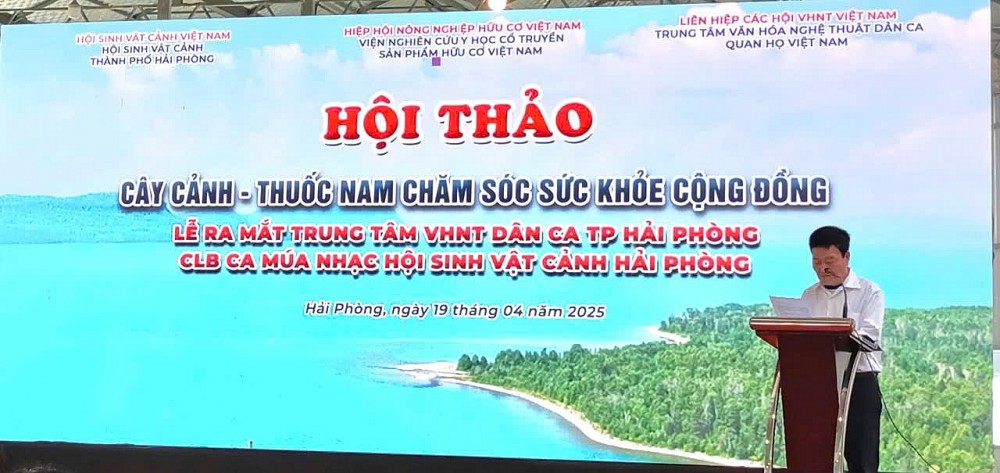 HỘI SINH VẬT CẢNH VIỆT NAM
HỘI SINH VẬT CẢNH
THÀNH PHỐ HẢI PHÒNG
HIỆP HỘI NÔNG NGHIỆP HỮU CƠ VIỆT NAM
VIỆN NGHIÊN CỨU Y HỌC CỔ TRUYỀN
SẢN PHẨM HỮU CƠ VIỆT NAM
LIÊN HIỆP CÁC HỘI VHNT VIỆT NAM
TRUNG TÂM VĂN HÓA NGHỆ THUẬT DÂN CA
QUAN HỌ VIỆT NAM
HỘI THẢO
CÂY CẢNH - THUỐC NAM CHĂM SÓC SỨC KHỎE CỘNG ĐỒNG
LỄ RA MẮT TRUNG TÂM VHNT DÂN CA TP HẢI PHÒNG
CLB CA MÚA NHẠC HỘI SINH VẬT CẢNH HẢI PHÒNG
Hải Phòng, ngày 19 tháng 04 năm 2025